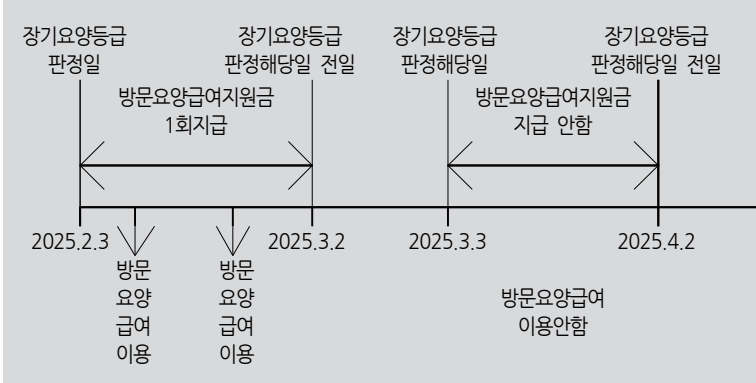 장기요양등급
판정일
장기요양등급
판정해당일 전일
장기요양등급
판정해당일
장기요양등급
판정해당일 전일
방문요양급여지원금
1회지급
방문요양급여지원금
지급 안함
2025.2.3
2025.3.2
2025.3.3
2025.4.2
방문
요양
급여
이용
방문
요양
급여
이용
방문요양급여
이용안함